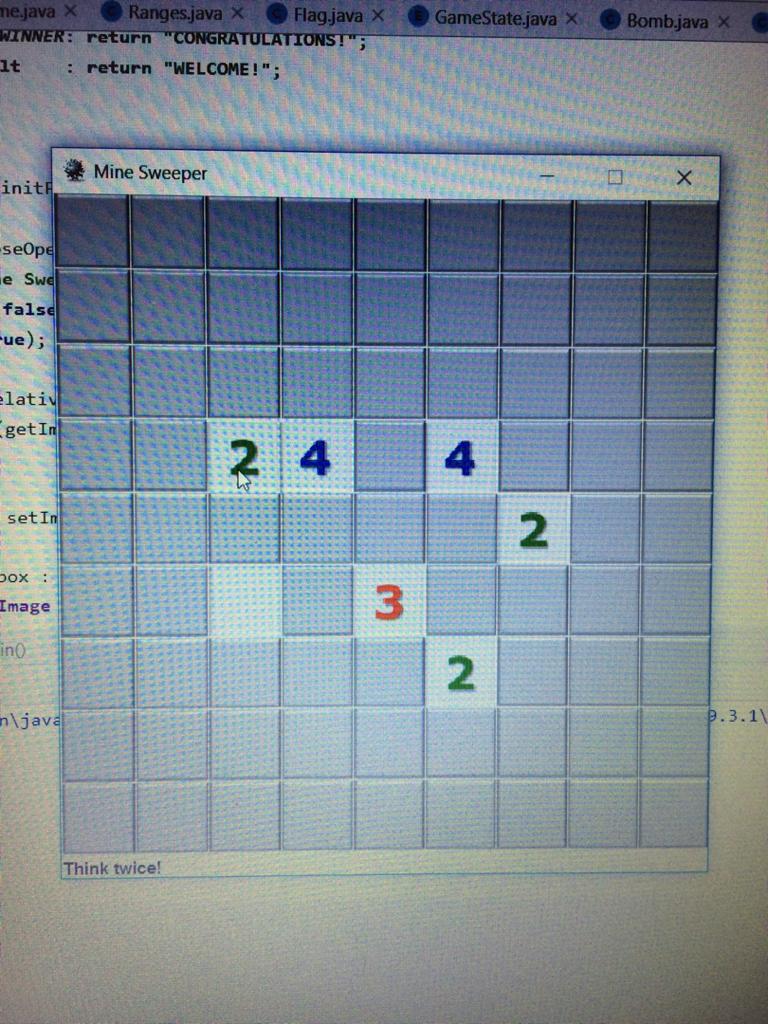 me.java × Ranges.java × Flag.java × GameState.java × Bomb.java ×
WINNER: return "CONGRATULATIONS!";
lt : return "WELCOME!";
Mine Sweeper
initF
seOpe
e Swe
false
ue);
elativ
(getIm
2 4 4
setIm
2
box :
Image
3
in()
2
n\java
9.3.1\
Think twice!